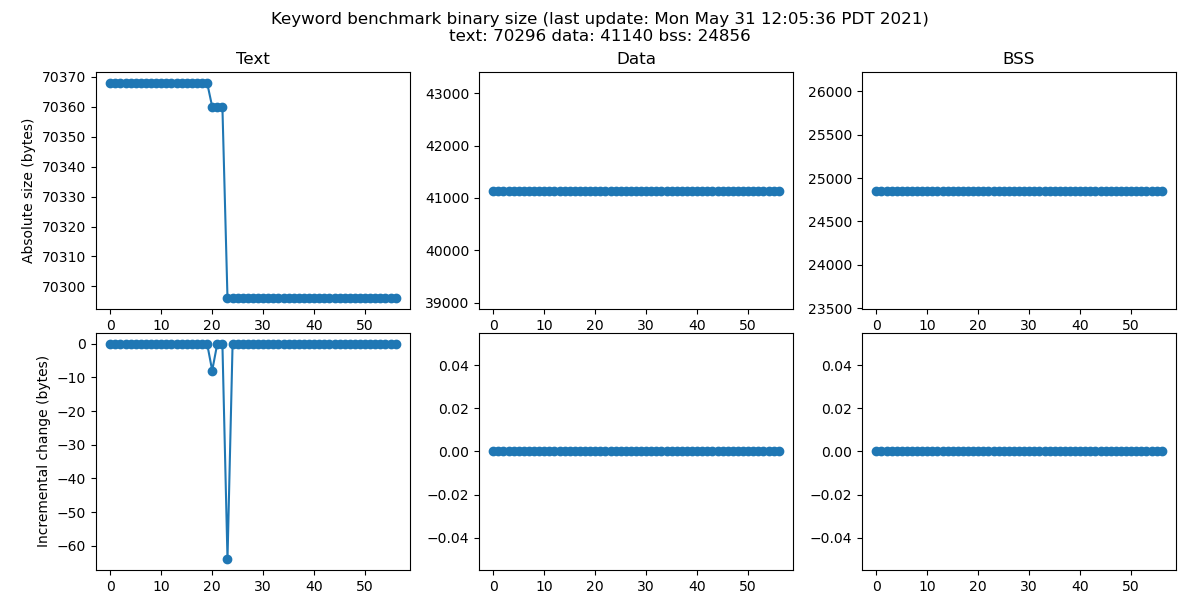 Keyword benchmark binary size (last update: Mon May 31 12:05:36 PDT 2021)
text: 70296 data: 41140 bss: 24856
Text
Data
BSS
Absolute size (bytes)
70370
70360
70350
70340
70330
70320
70310
70300
0 10 20 30 40 50
43000
42000
41000
40000
39000
0 10 20 30 40 50
26000
25500
25000
24500
24000
23500
0 10 20 30 40 50
Incremental change (bytes)
0
−10
−20
−30
−40
−50
−60
0 10 20 30 40 50
0.04
0.02
0.00
−0.02
−0.04
0 10 20 30 40 50
0.04
0.02
0.00
−0.02
−0.04
0 10 20 30 40 50